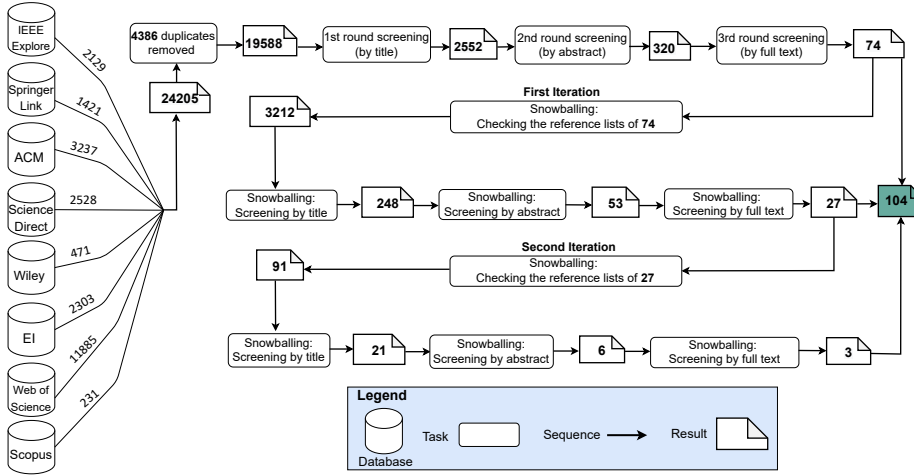 IEEE
Explore
2129
Springer
Link
1421
ACM
3237
Science
Direct
2528
Wiley
471
EI
2303
Web of
Science
11885
Scopus
231
24205
4386 duplicates
removed
19588
1st round screening
(by title)
2552
2nd round screening
(by abstract)
320
3rd round screening
(by full text)
74
First Iteration
Snowballing:
Checking the reference lists of 74
3212
Snowballing:
Screening by title
248
Snowballing:
Screening by abstract
53
Snowballing:
Screening by full text
27
104
Second Iteration
Snowballing:
Checking the reference lists of 27
91
Snowballing:
Screening by title
21
Snowballing:
Screening by abstract
6
Snowballing:
Screening by full text
3
Legend
Database
Task
Sequence
Result